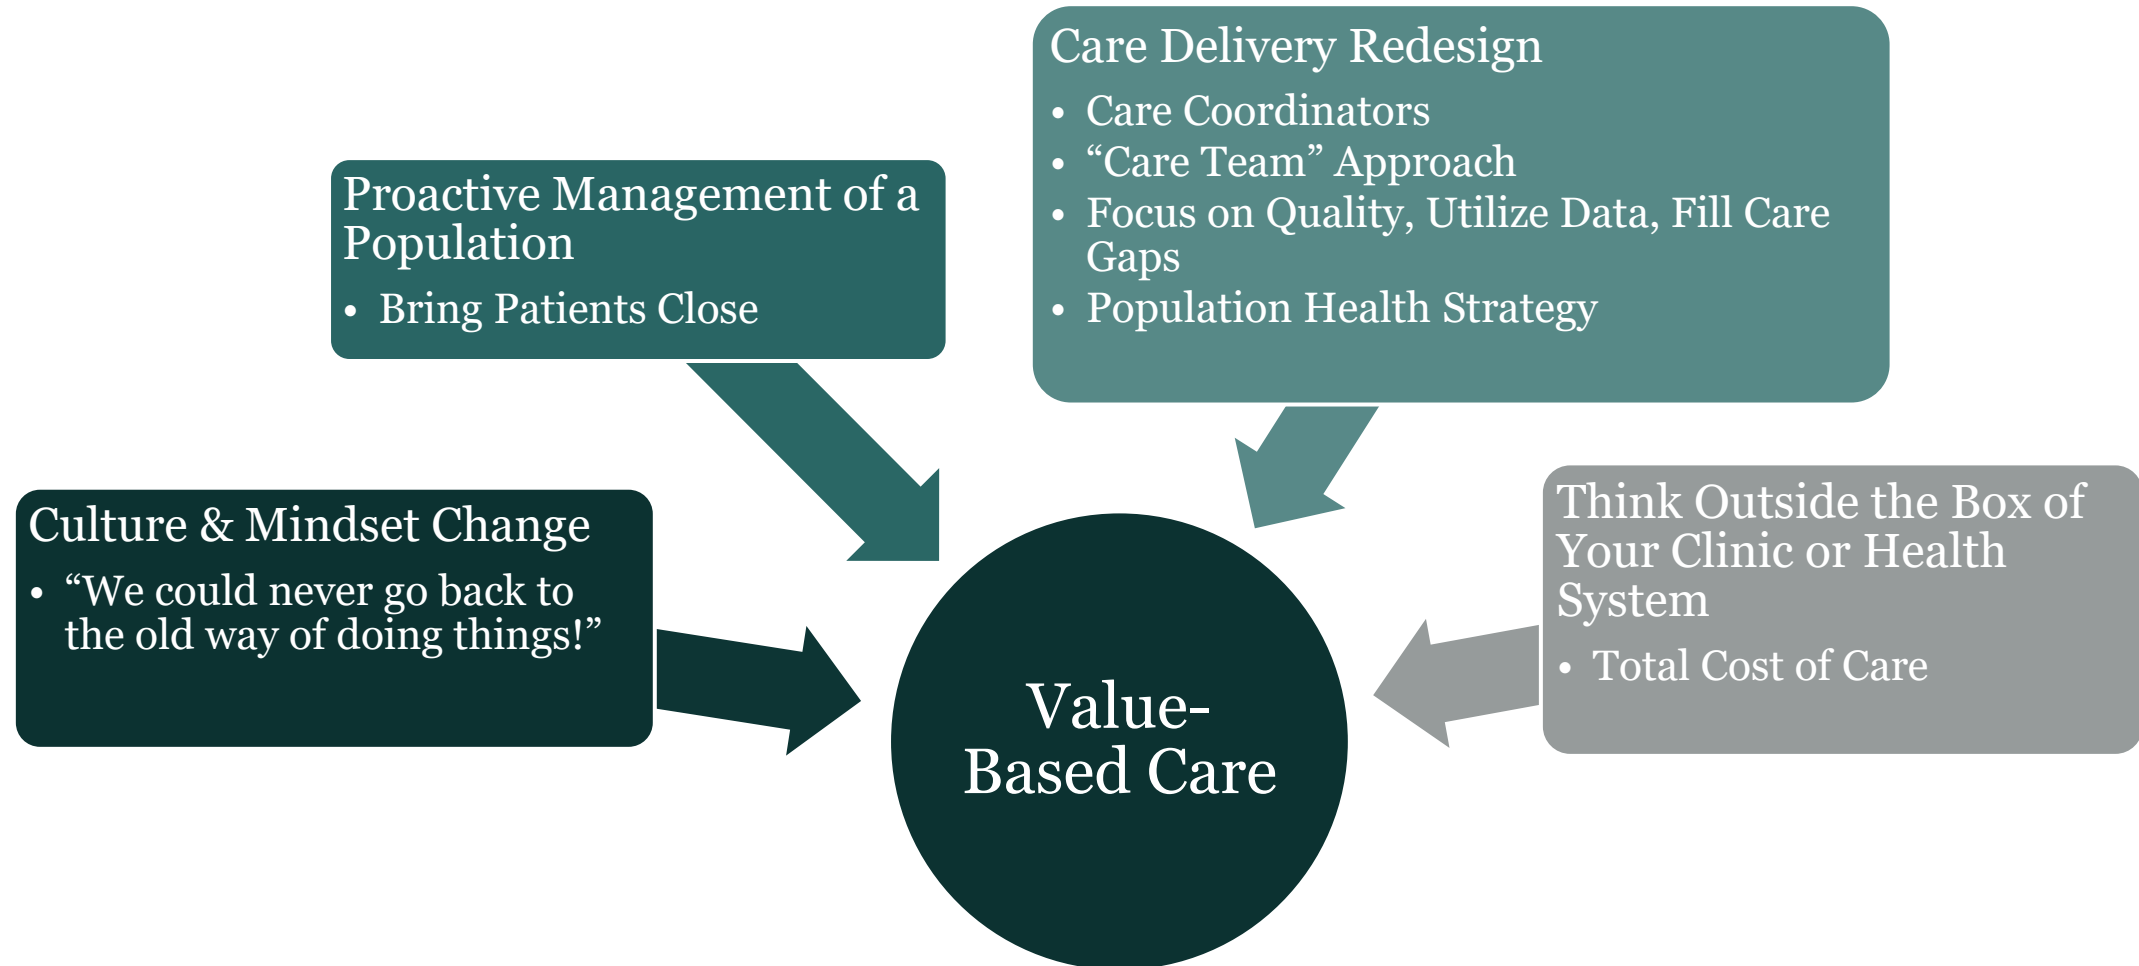 Care Delivery Redesign
• Care Coordinators
• “Care Team” Approach
• Focus on Quality, Utilize Data, Fill Care
Gaps
• Population Health Strategy
Proactive Management of a
Population
• Bring Patients Close
Culture & Mindset Change
• “We could never go back to
the old way of doing things!”
Think Outside the Box of
Your Clinic or Health
System
• Total Cost of Care
Value-
Based Care